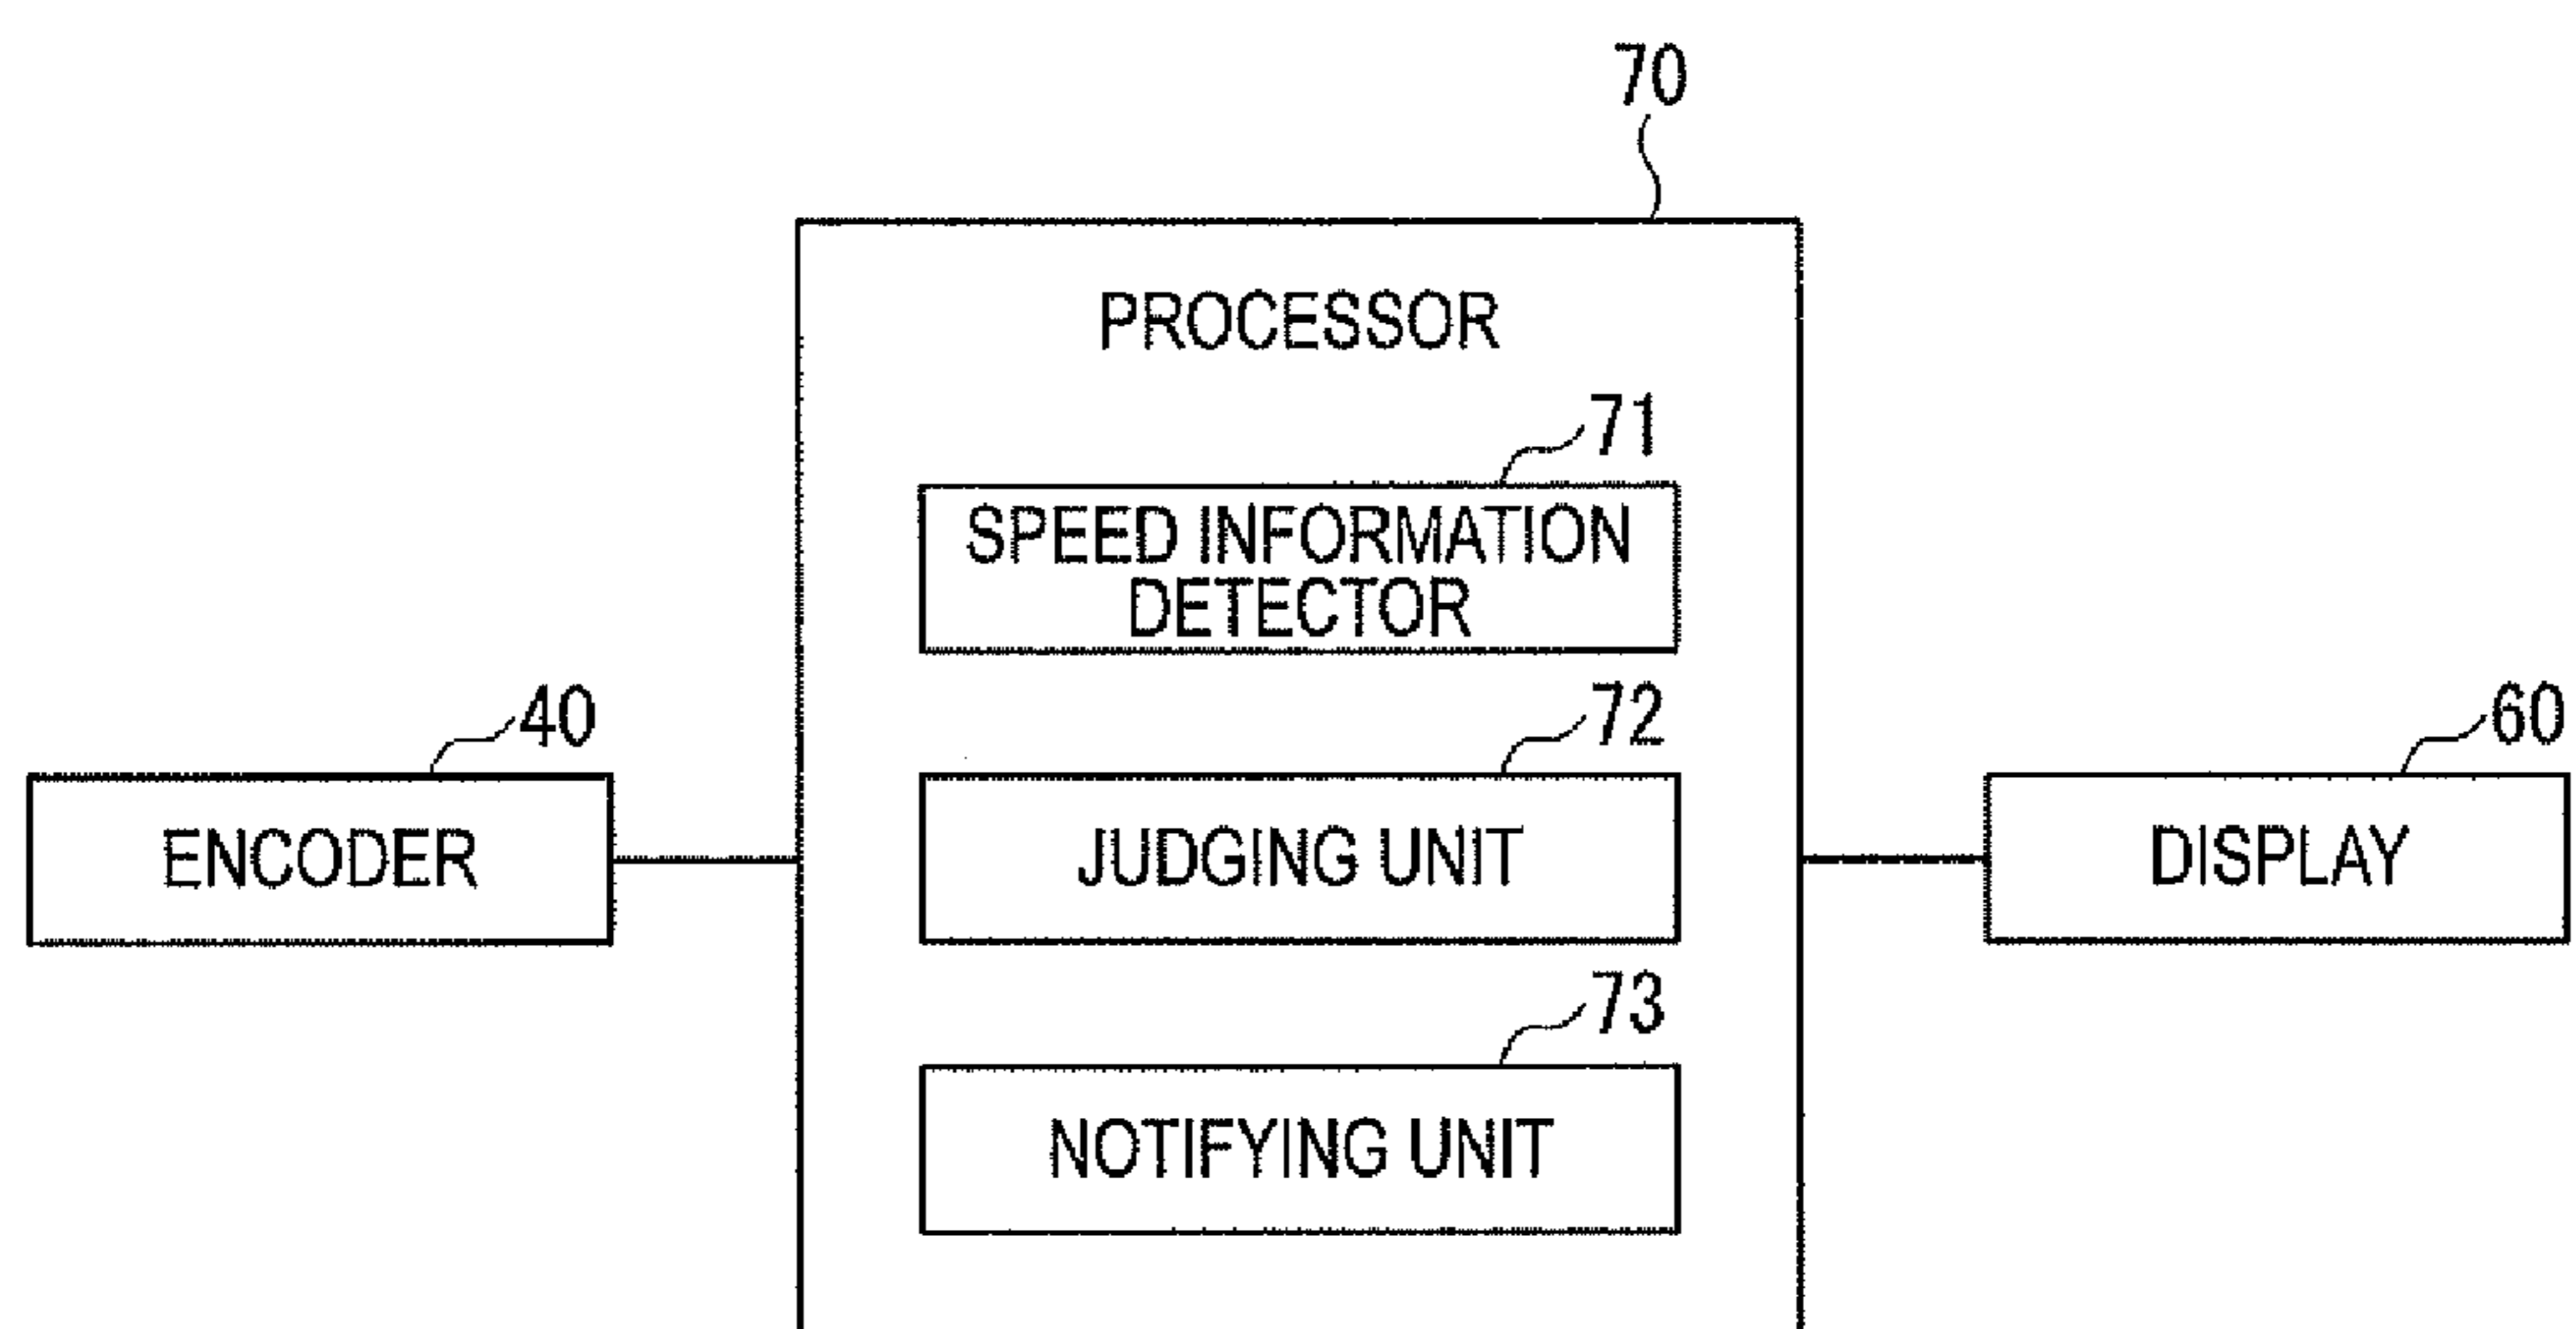 70
PROCESSOR
71
SPEED INFORMATION
DETECTOR
40
72
60
ENCODER
JUDGING UNIT
DISPLAY
73
NOTIFYING UNIT